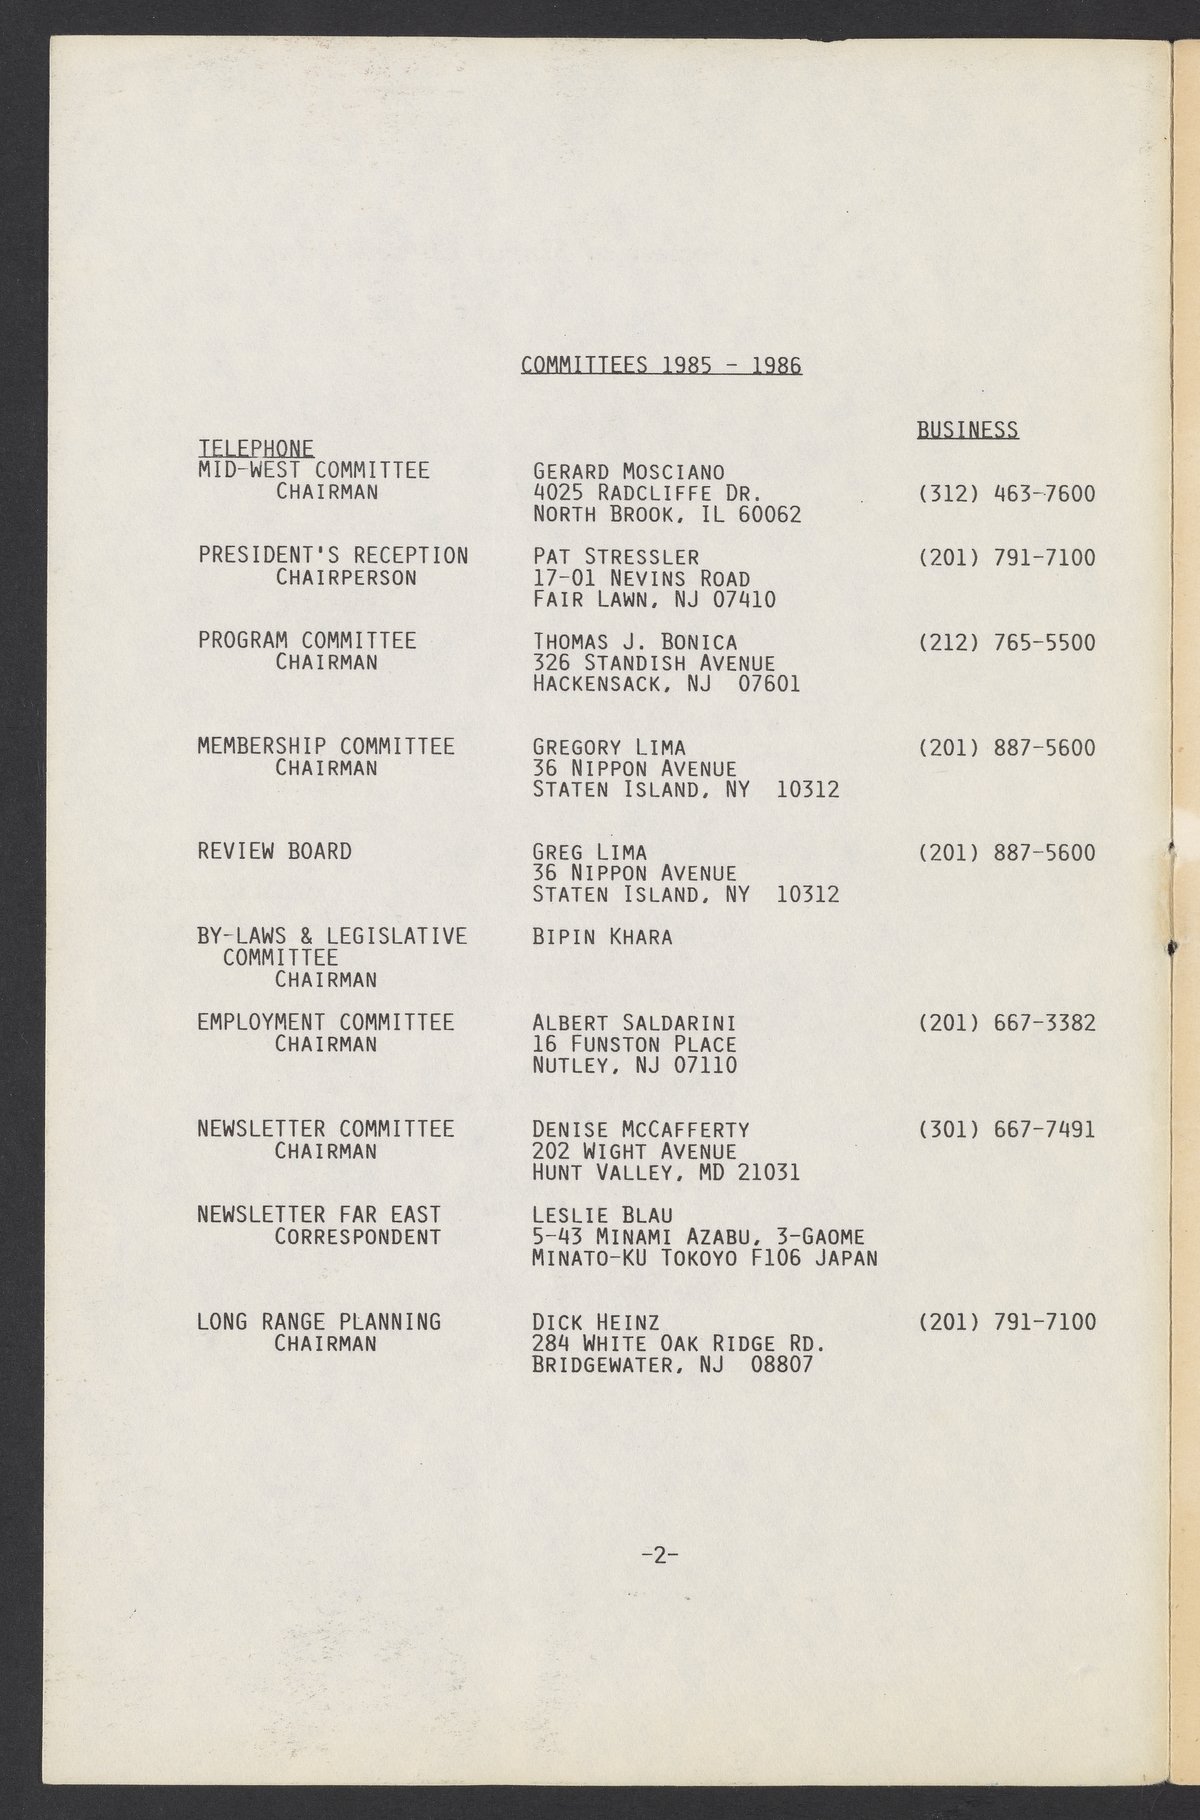 COMMITTEES 1985 - 1986
BUSINESS
TELEPHONE
MID-WEST COMMITTEE GERARD MOSCIANO
CHAIRMAN 4025 RADCLIFFE DR. (312) 463-7600
NORTH BROOK, IL 60062
PRESIDENT'S RECEPTION PAT STRESSLER (201) 791-7100
CHAIRPERSON 17-01 NEVINS ROAD
FAIR LAWN, NJ 07410
PROGRAM COMMITTEE THOMAS J. BONICA (212) 765-5500
CHAIRMAN 326 STANDISH AVENUE
HACKENSACK, NJ 07601
MEMBERSHIP COMMITTEE GREGORY LIMA (201) 887-5600
CHAIRMAN 36 NIPPON AVENUE
STATEN ISLAND, NY 10312
REVIEW BOARD GREG LIMA (201) 887-5600
36 NIPPON AVENUE
STATEN ISLAND, NY 10312
BY-LAWS & LEGISLATIVE BIPIN KHARA
COMMITTEE
CHAIRMAN
EMPLOYMENT COMMITTEE ALBERT SALDARINI (201) 667-3382
CHAIRMAN 16 FUNSTON PLACE
NUTLEY, NJ 07110
NEWSLETTER COMMITTEE DENISE MCCAFFERTY (301) 667-7491
CHAIRMAN 202 WIGHT AVENUE
HUNT VALLEY, MD 21031
NEWSLETTER FAR EAST LESLIE BLAU
CORRESPONDENT 5-43 MINAMI AZABU, 3-GAOME
MINATO-KU TOKOYO F106 JAPAN
LONG RANGE PLANNING DICK HEINZ (201) 791-7100
CHAIRMAN 284 WHITE OAK RIDGE RD.
BRIDGEWATER, NJ 08807
-2-